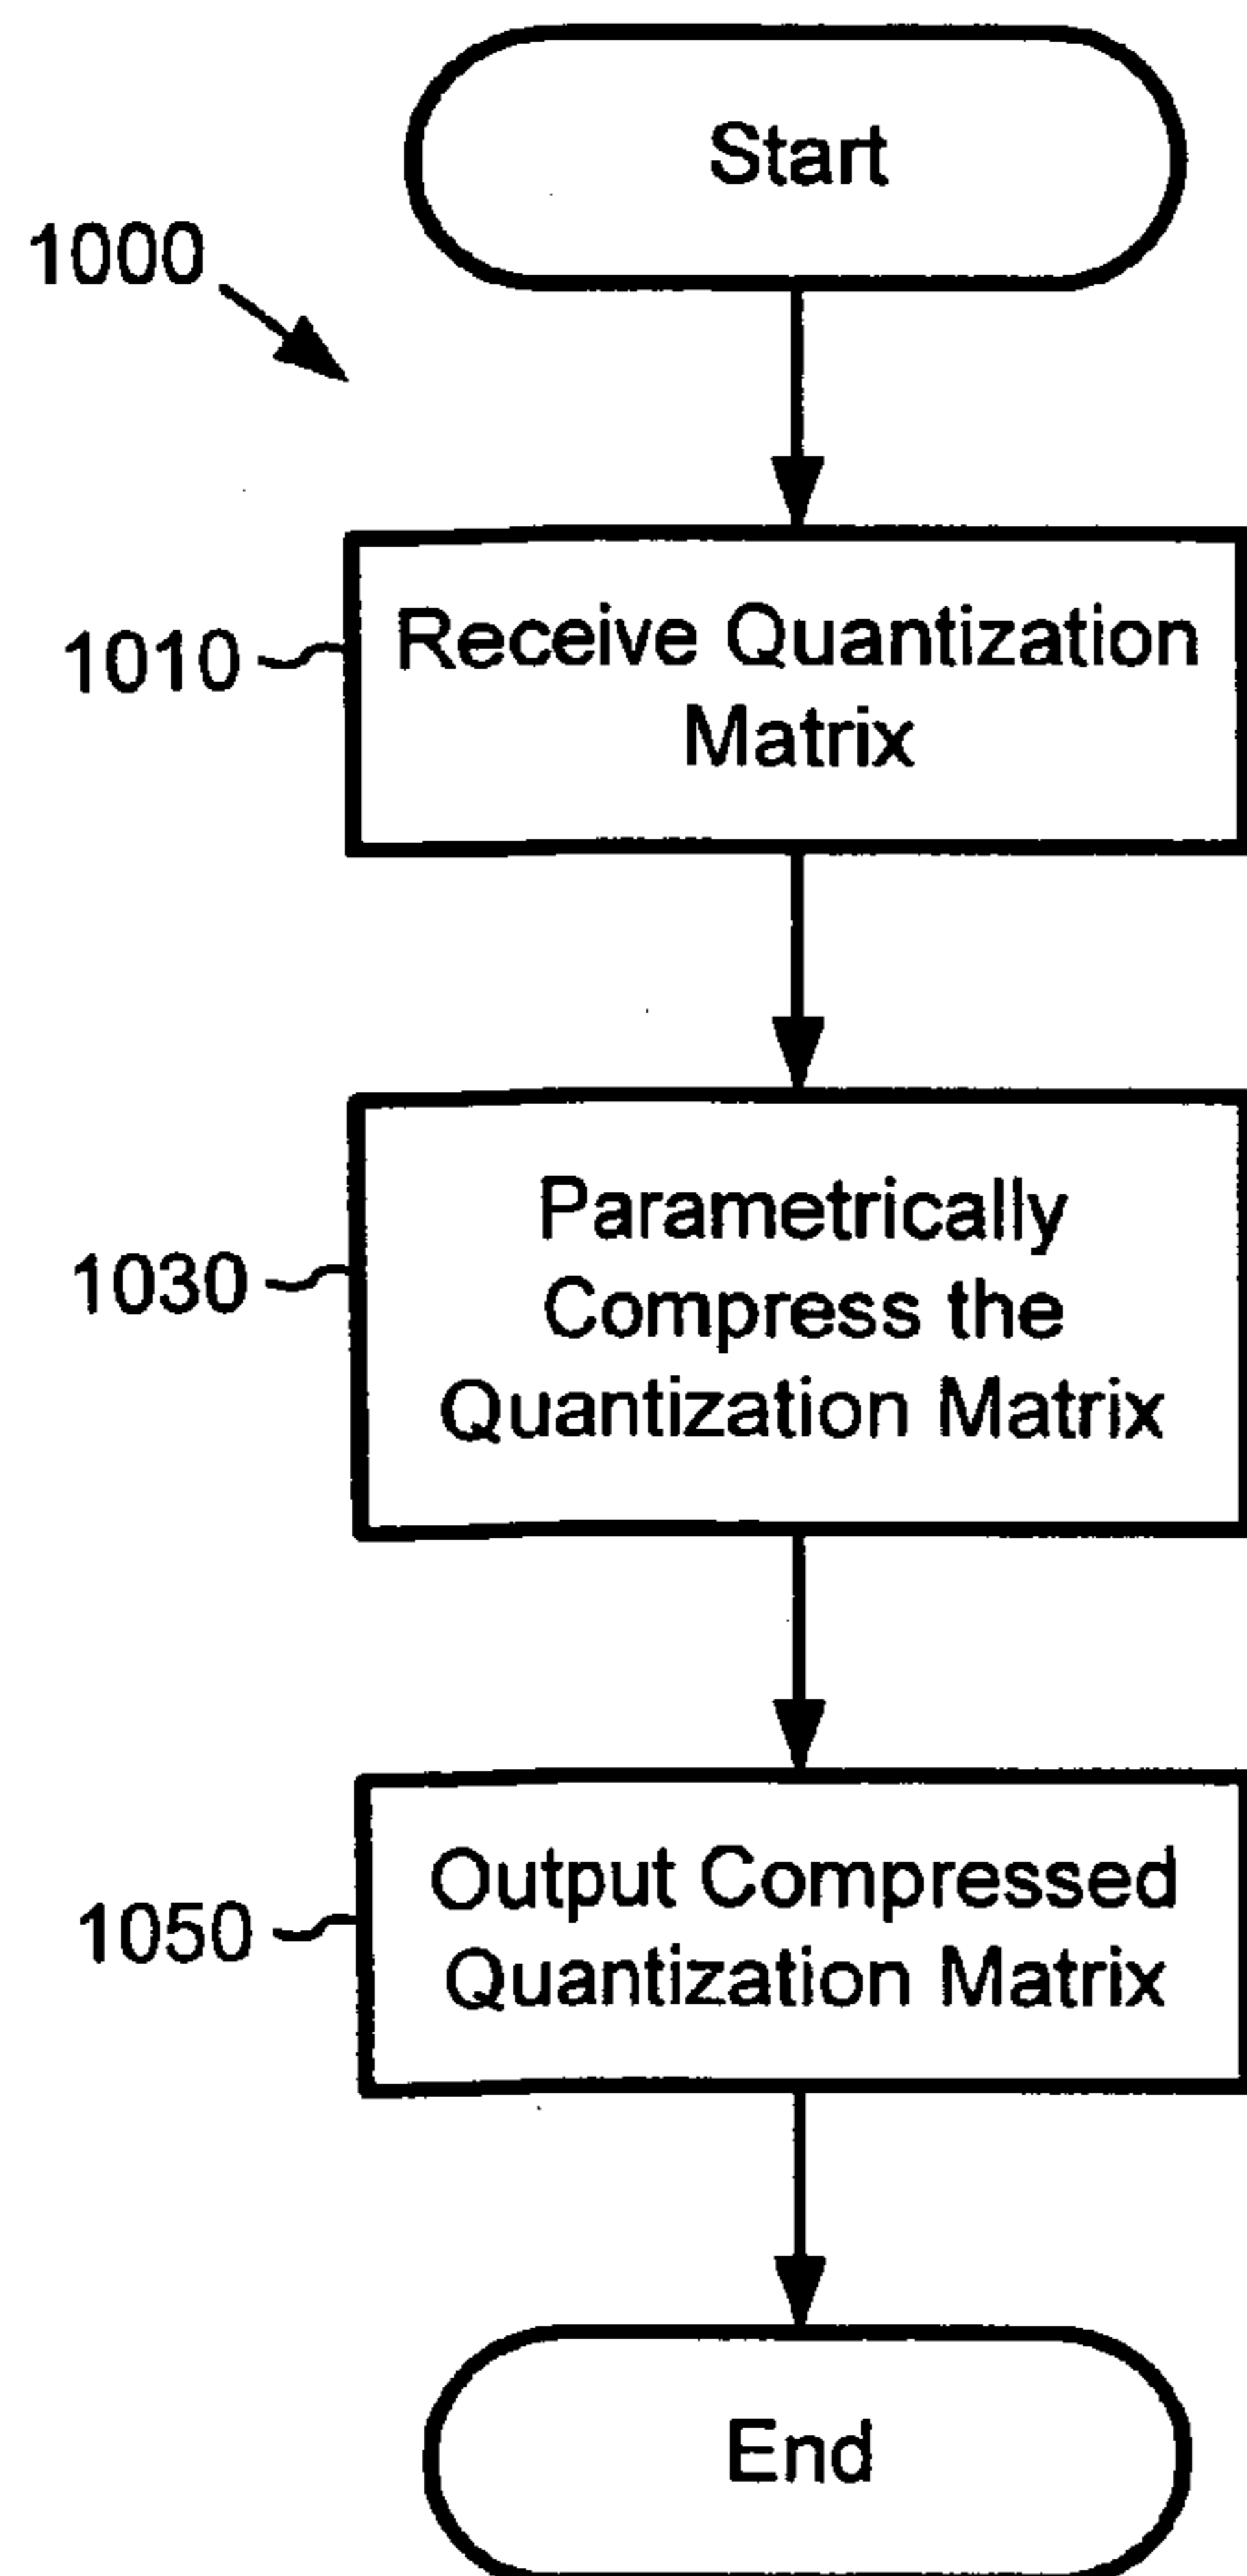 Start
1000
1010
Receive Quantization
Matrix
1030
Parametrically
Compress the
Quantization Matrix
1050
Output Compressed
Quantization Matrix
End